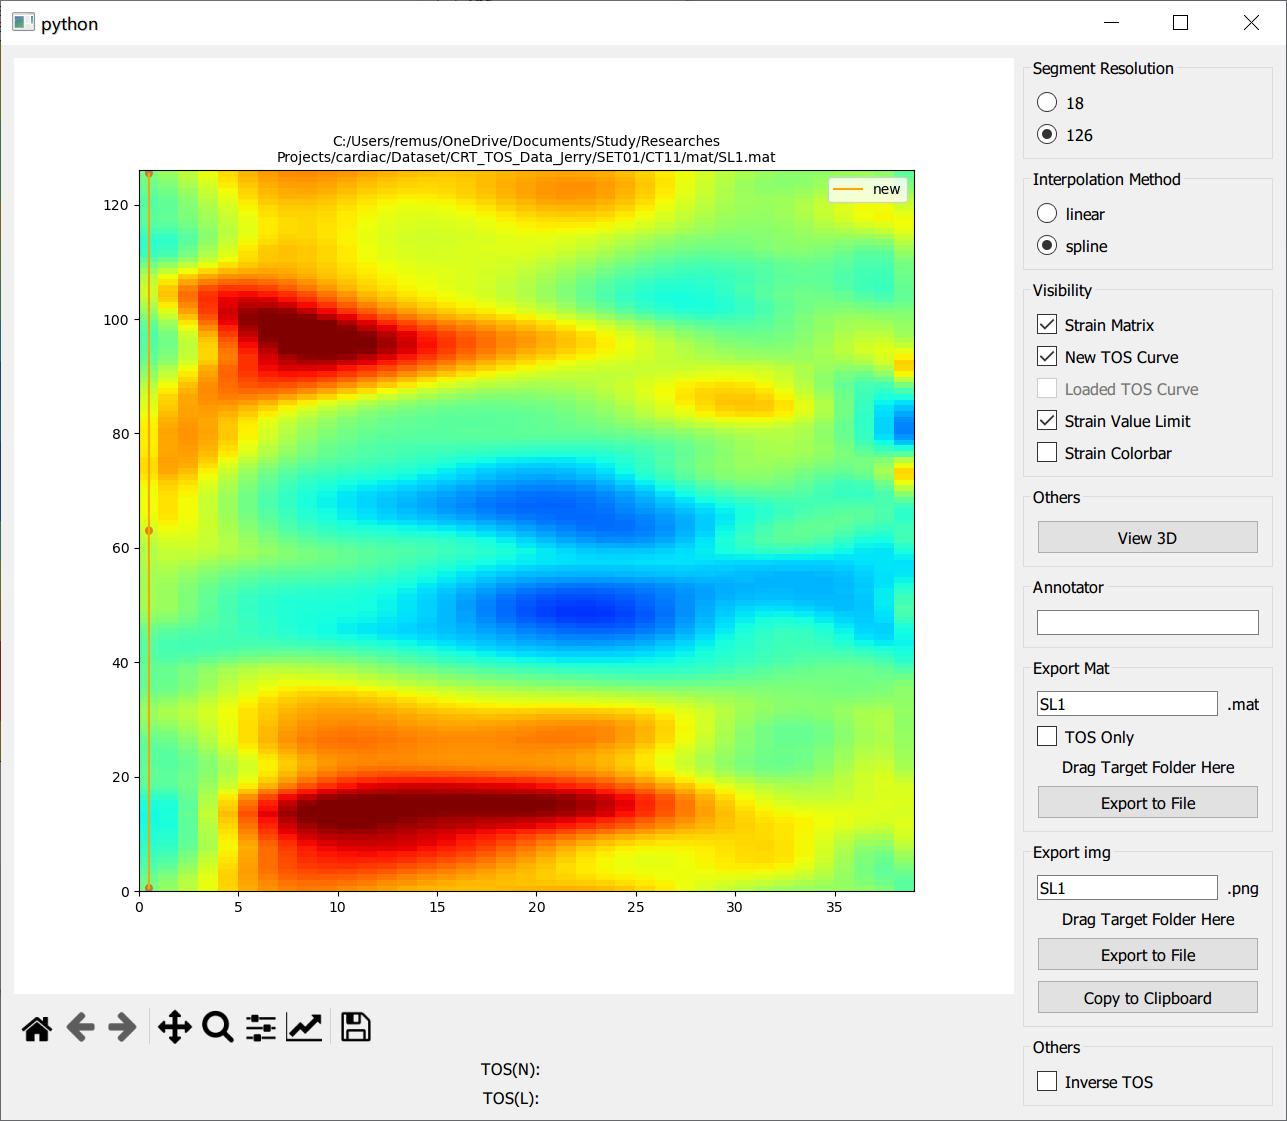 python
C:/Users/remus/OneDrive/Documents/Study/Researches
Projects/cardiac/Dataset/CRT_TOS_Data_Jerry/SET01/CT11/mat/SL1.mat
new
120
100
80
60
40
20
0
0 5 10 15 20 25 30 35
TOS(N):
TOS(L):
Segment Resolution
18
126
Interpolation Method
linear
spline
Visibility
Strain Matrix
New TOS Curve
Loaded TOS Curve
Strain Value Limit
Strain Colorbar
Others
View 3D
Annotator
Export Mat
SL1 .mat
TOS Only
Drag Target Folder Here
Export to File
Export img
SL1 .png
Drag Target Folder Here
Export to File
Copy to Clipboard
Others
Inverse TOS